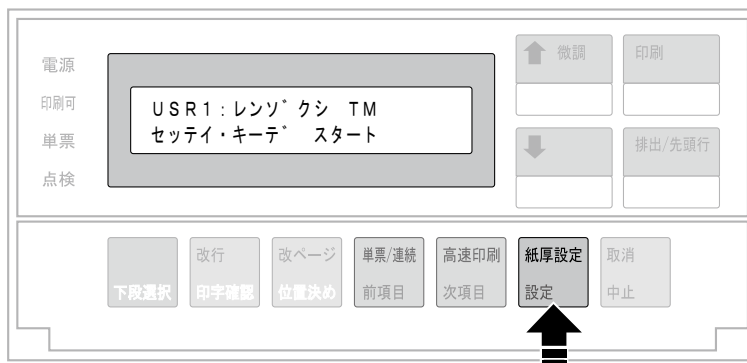 電源
印刷可
単票
点検
USR1:レンゾクシ TM
セッテイ・キーデ スタート
微調
印刷
排出/先頭行
下段選択
改行
印字確認
改ページ
位置決め
単票/連続
前項目
高速印刷
次項目
紙厚設定
設定
取消
中止